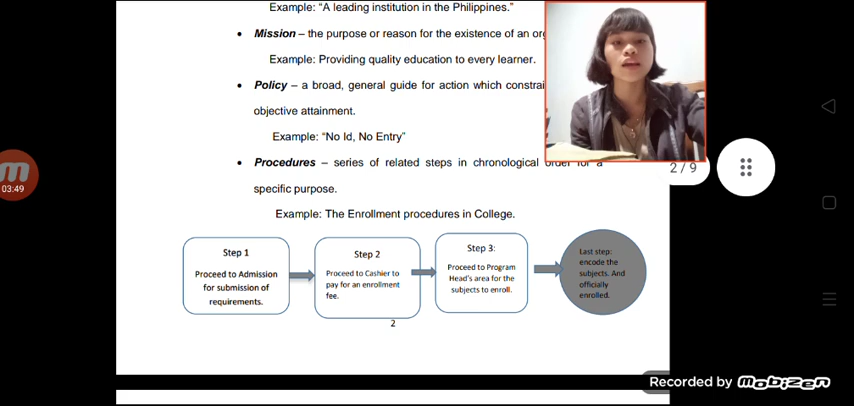 Example: “A leading institution in the Philippines.”
• Mission – the purpose or reason for the existence of an
Example: Providing quality education to every learner.
• Policy – a broad, general guide for action which
objective attainment.
Example: “No Id, No Entry”
• Procedures – series of related steps in chronological order for a
specific purpose.
Example: The Enrollment procedures in College.
Step 1
Proceed to Admission
for submission of
requirements.
Step 2
Proceed to Cashier to
pay for an enrollment
fee.
Step 3:
Proceed to Program
Head’s area for the
subjects to enroll.
Last step:
encode the
subjects. And
officially
enrolled.
2
2 / 9
m
03:49
Recorded by mobizen